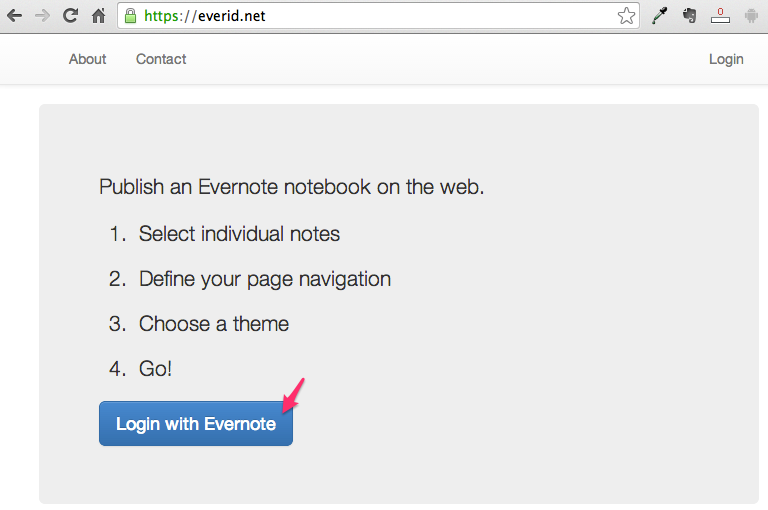 https://everid.net
0
About Contact Login
Publish an Evernote notebook on the web.
1. Select individual notes
2. Define your page navigation
3. Choose a theme
4. Go!
Login with Evernote